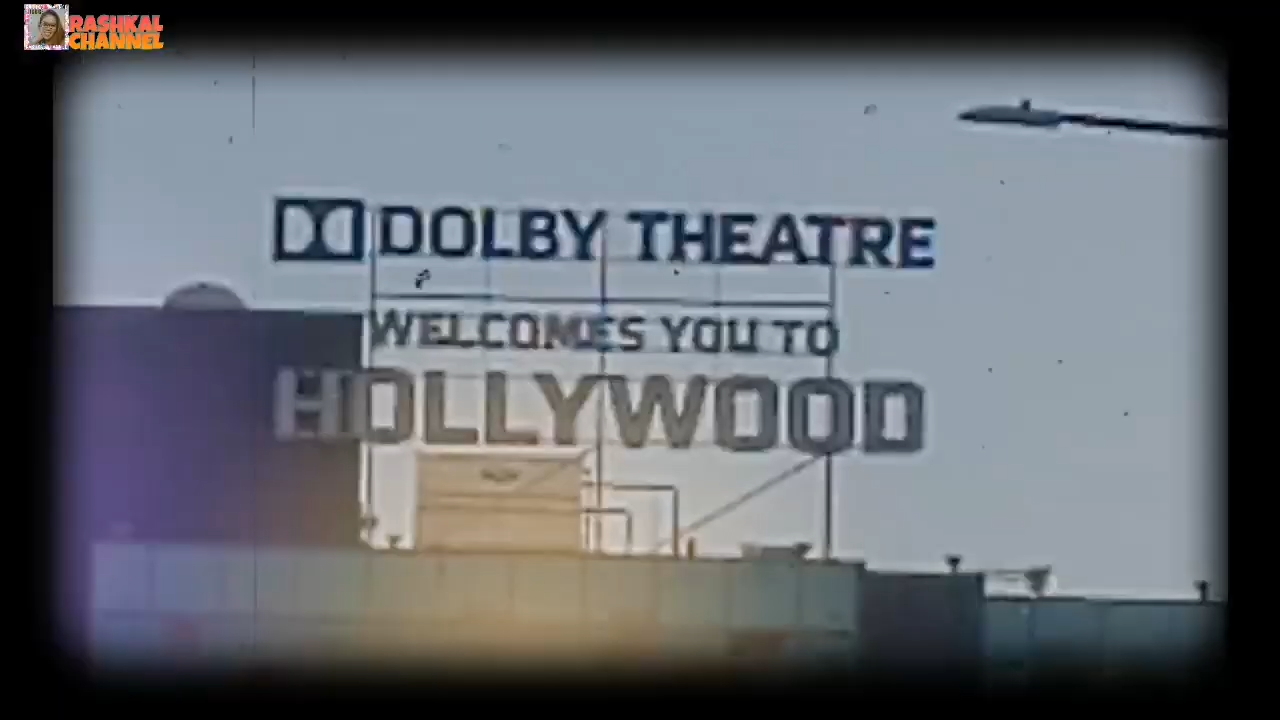 RASHKAL
CHANNEL
DOLBY THEATRE
WELCOMES YOU TO
HOLLYWOOD